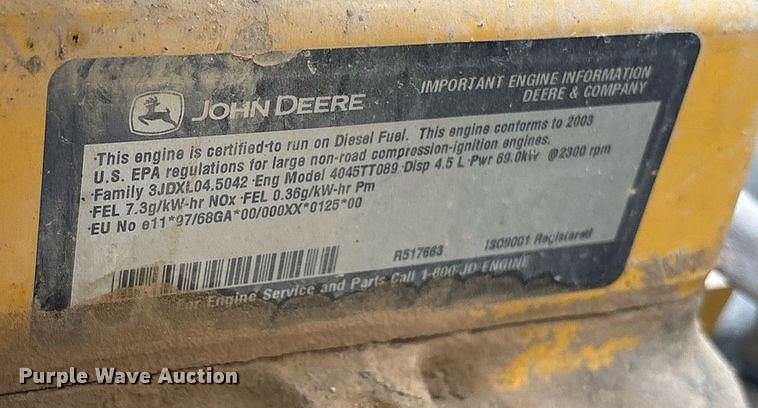 JOHN DEERE
IMPORTANT ENGINE INFORMATION
DEERE & COMPANY
This engine is certified to run on Diesel Fuel. This engine conforms to 2003
U.S. EPA regulations for large non-road compression-ignition engines.
Family 3JDXL04.5042 Eng Model 4045TT089 Disp 4.5 L Pwr 69.0kW @2300 rpm
FEL 7.3g/kW-hr NOx FEL 0.36g/kW-hr Pm
EU No e11*97/68GA*00/000XX*0125*00
R517663
ISO9001 Registered
For Engine Service and Parts Call 1-800-JD ENGINE
Purple Wave Auction